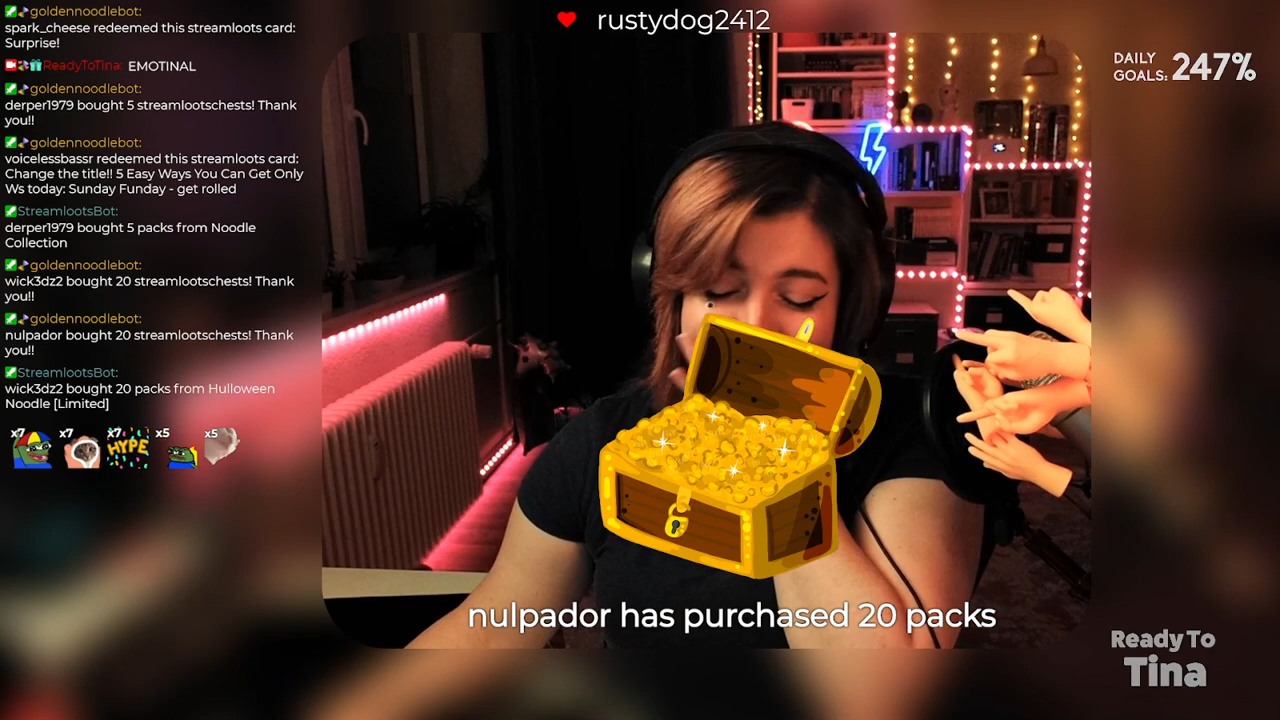 rustydog2412
goldennoodlebot:
spark_cheese redeemed this streamloots card:
Surprise!
ReadyToTina: EMOTINAL
goldennoodlebot:
derper1979 bought 5 streamlootschests! Thank
you!!
goldennoodlebot:
voicelessbassr redeemed this streamloots card:
Change the title!! 5 Easy Ways You Can Get Only
Ws today: Sunday Funday - get rolled
StreamlootsBot:
derper1979 bought 5 packs from Noodle
Collection
goldennoodlebot:
wick3dz2 bought 20 streamlootschests! Thank
you!!
goldennoodlebot:
nulpador bought 20 streamlootschests! Thank
you!!
StreamlootsBot:
wick3dz2 bought 20 packs from Hulloween
Noodle [Limited]
x7 x7 x7 x5 x5
HYPE
DAILY
GOALS: 247%
nulpador has purchased 20 packs
Ready To
Tina